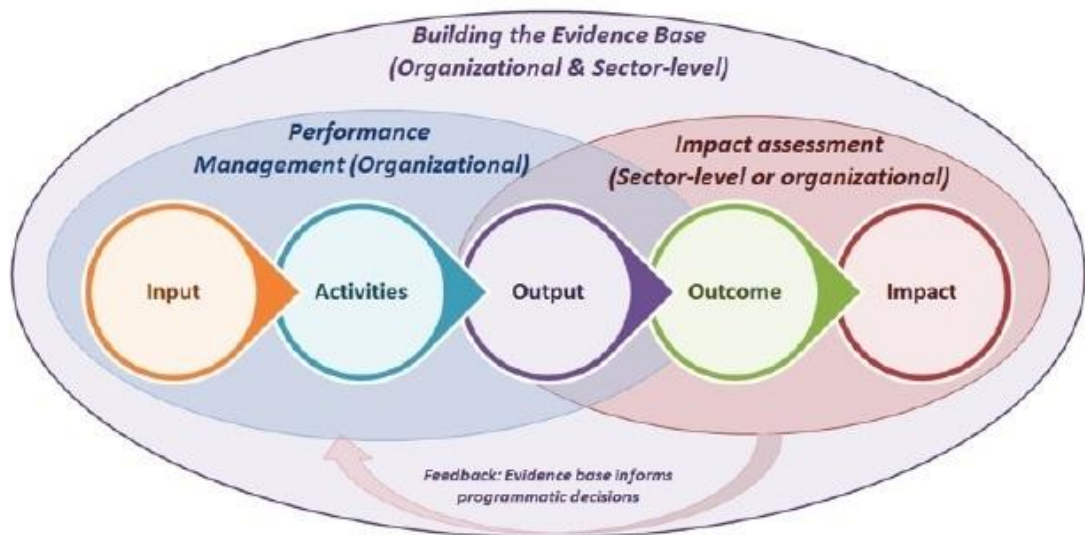 Building the Evidence Base
(Organizational & Sector-level)
Performance
Management (Organizational)
Impact assessment
(Sector-level or organizational)
Input
Activities
Output
Outcome
Impact
Feedback: Evidence base informs
programmatic decisions